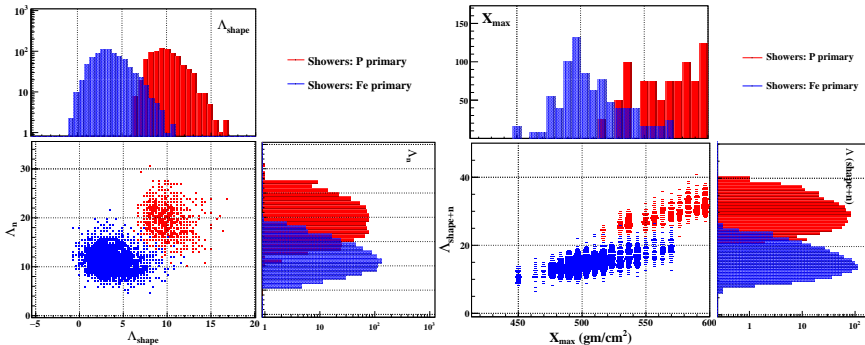 10³
10²
10
1
Λshape
Showers: P primary
Showers: Fe primary
Λn
40
30
20
10
0
−5 0 5 10 15 20
Λshape
Λn
1 10 10² 10³
150
100
50
Xmax
Showers: P primary
Showers: Fe primary
Λshape+n
40
20
0
450 500 550 600
Xmax (gm/cm²)
Λ (shape+n)
1 10 10²